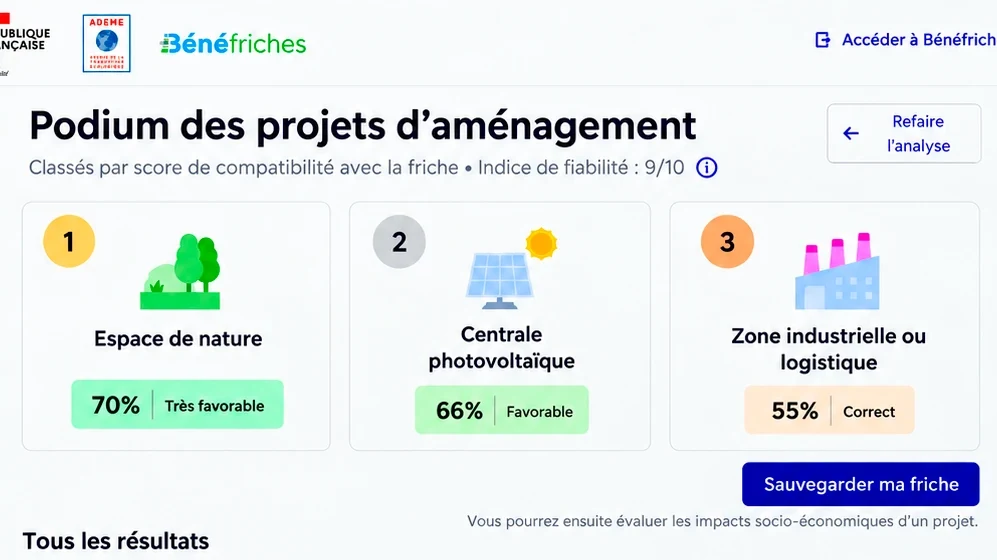 UBLIQUE
NÇAISE
ADEME
Bénéfriches
Accéder à Bénéfrich
Podium des projets d’aménagement
Classés par score de compatibilité avec la friche • Indice de fiabilité : 9/10
Refaire
l'analyse
1
Espace de nature
70% Très favorable
2
Centrale
photovoltaïque
66% Favorable
3
Zone industrielle ou
logistique
55% Correct
Sauvegarder ma friche
Vous pourrez ensuite évaluer les impacts socio-économiques d'un projet.
Tous les résultats